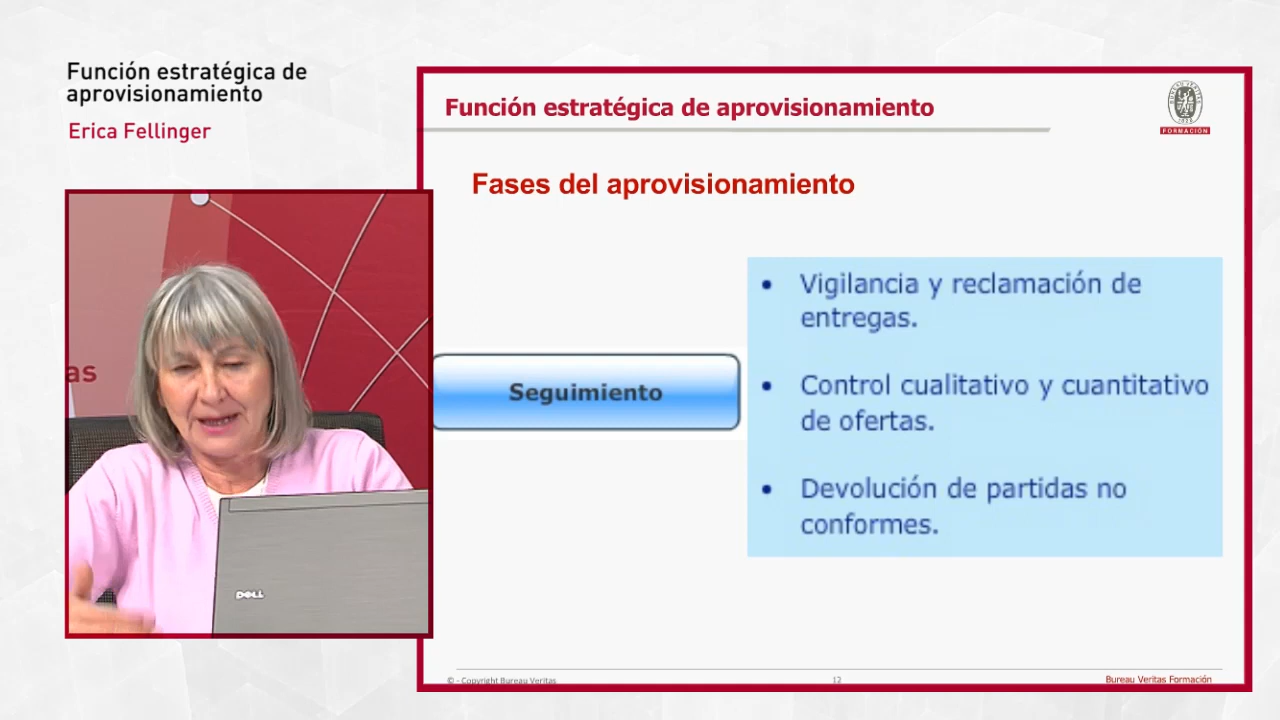 Función estratégica de
aprovisionamiento
Erica Fellinger
Función estratégica de aprovisionamiento
FORMACIÓN
Fases del aprovisionamiento
as
Seguimiento
• Vigilancia y reclamación de
entregas.
• Control cualitativo y cuantitativo
de ofertas.
• Devolución de partidas no
conformes.
DELL
© - Copyright Bureau Veritas
12
Bureau Veritas Formación